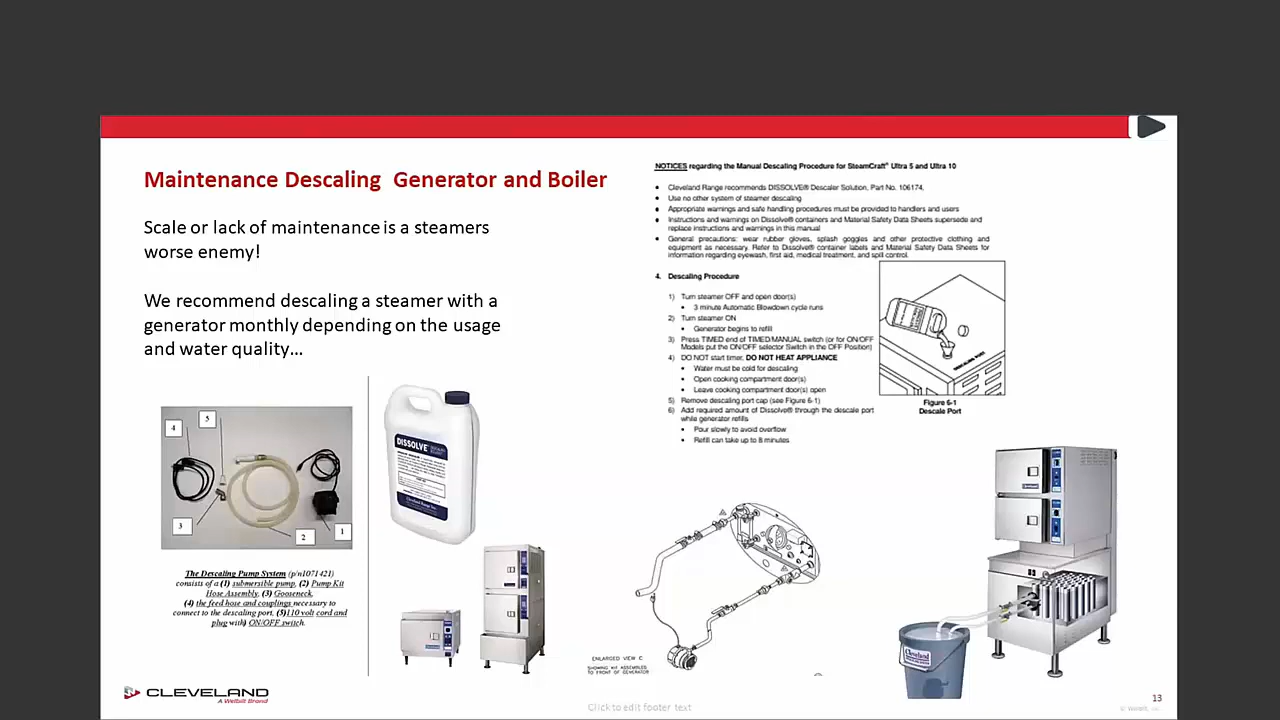 Maintenance Descaling Generator and Boiler
Scale or lack of maintenance is a steamers
worse enemy!
We recommend descaling a steamer with a
generator monthly depending on the usage
and water quality...
4
5
3
2
1
The Descaling Pump System (p/n1071421)
consists of a (1) submersible pump, (2) Pump Kit
Hose Assembly, (3) Gooseneck,
(4) the feed hose and couplings necessary to
connect to the descaling port, (5)110 volt cord and
plug with) ON/OFF switch.
DISSOLVE
NOTICES regarding the Manual Descaling Procedure for SteamCraft® Ultra 5 and Ultra 10
• Cleveland Range recommends DISSOLVE® Descaler Solution, Part No. 106174,
• Use no other system of steamer descaling
• Appropriate warnings and safe handling procedures must be provided to handlers and users
• Instructions and warnings on Dissolve® containers and Material Safety Data Sheets supersede and
replace instructions and warnings in this manual
• General precautions: wear rubber gloves, splash goggles and other protective clothing and
equipment as necessary. Refer to Dissolve® container labels and Material Safety Data Sheets for
information regarding eyewash, first aid, medical treatment, and spill control.
4. Descaling Procedure
1) Turn steamer OFF and open door(s)
• 3 minute Automatic Blowdown cycle runs
2) Turn steamer ON
• Generator begins to refill
3) Press TIMED end of TIMED/MANUAL switch (or for ON/OFF
Models put the ON/OFF selector Switch in the OFF Position)
4) DO NOT start timer, DO NOT HEAT APPLIANCE
• Water must be cold for descaling
• Open cooking compartment door(s)
• Leave cooking compartment door(s) open
5) Remove descaling port cap (see Figure 6-1)
6) Add required amount of Dissolve® through the descale port
while generator refills
• Pour slowly to avoid overflow
• Refill can take up to 8 minutes
Figure 6-1
Descale Port
ENLARGED VIEW C
SHOWING KIT ASSEMBLED
TO FRONT OF GENERATOR
Cleveland
CLEVELAND
A Welbilt Brand
Click to edit footer text
13